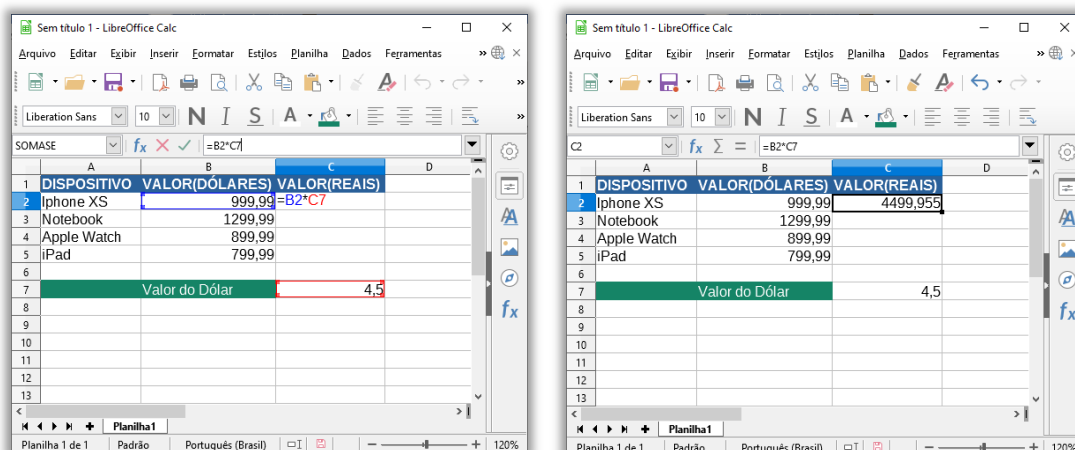 Sem título 1 - LibreOffice Calc
Arquivo Editar Exibir Inserir Formatar Estilos Planilha Dados Ferramentas »
»
Liberation Sans 10 N I S A »
SOMASE fx =B2*C7
A B C D
1 DISPOSITIVO VALOR(DÓLARES) VALOR(REAIS)
2 Iphone XS 999,99 =B2*C7
3 Notebook 1299,99
4 Apple Watch 899,99
5 iPad 799,99
6
7 Valor do Dólar 4,5
8
9
10
11
12
13
Planilha1
Planilha 1 de 1 Padrão Português (Brasil) 120%
Sem título 1 - LibreOffice Calc
Arquivo Editar Exibir Inserir Formatar Estilos Planilha Dados Ferramentas »
»
Liberation Sans 10 N I S A »
C2 fx Σ = =B2*C7
A B C D
1 DISPOSITIVO VALOR(DÓLARES) VALOR(REAIS)
2 Iphone XS 999,99 4499,955
3 Notebook 1299,99
4 Apple Watch 899,99
5 iPad 799,99
6
7 Valor do Dólar 4,5
8
9
10
11
12
13
Planilha1
Planilha 1 de 1 Padrão Português (Brasil) 120%